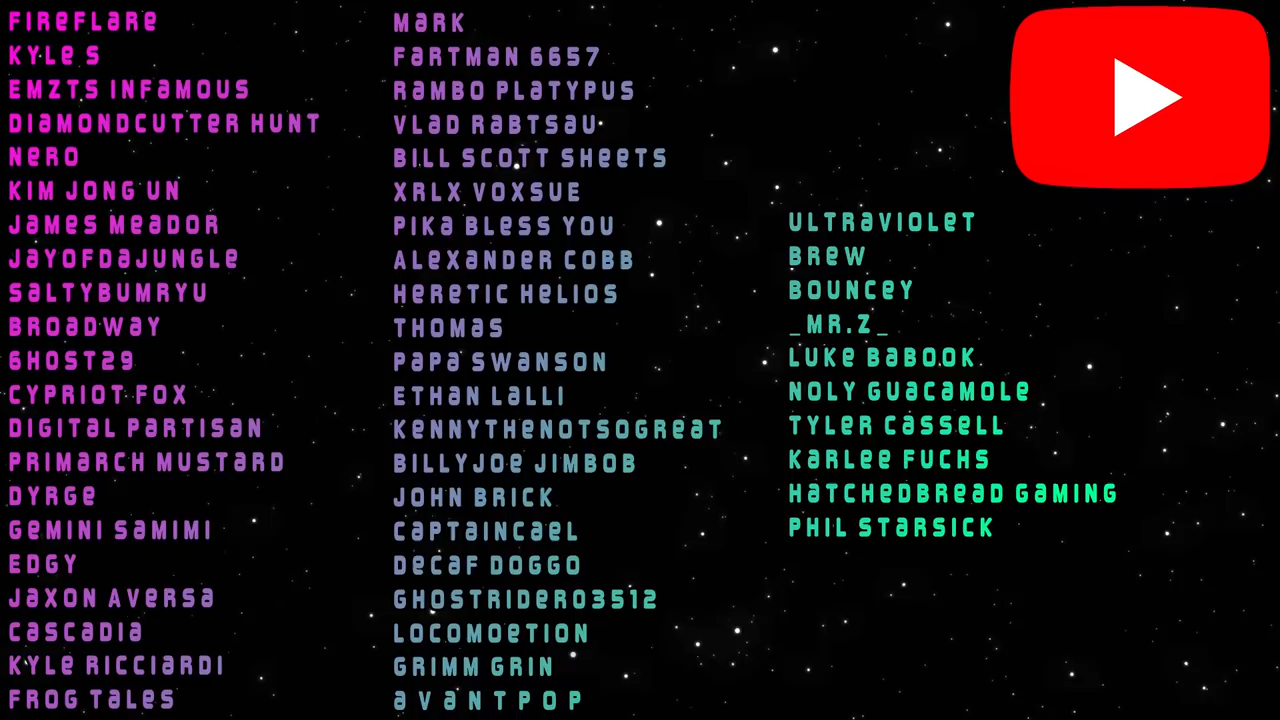 FIREFLARE
KYLE S
EMZTS INFAMOUS
DIAMONDCUTTER HUNT
NERO
KIM JONG UN
JAMES MEADOR
JAYOFDAJUNGLE
SALTYBUMRYU
BROADWAY
6HOST29
CYPRIOT FOX
DIGITAL PARTISAN
PRIMARCH MUSTARD
DYRGE
GEMINI SAMIMI
EDGY
JAXON AVERSA
CASCADIA
KYLE RICCIARDI
FROG TALES
MARK
FARTMAN 6657
RAMBO PLATYPUS
VLAD RABTSAU
BILL SCOTT SHEETS
XRLX VOXSUE
PIKA BLESS YOU
ALEXANDER COBB
HERETIC HELIOS
THOMAS
PAPA SWANSON
ETHAN LALLI
KENNYTHENOTSOGREAT
BILLYJOE JIMBOB
JOHN BRICK
CAPTAINCAEL
DECAF DOGGO
GHOSTRIDER03512
LOCOMOETION
GRIMM GRIN
A V A N T P O P
ULTRAVIOLET
BREW
BOUNCEY
_MR.Z_
LUKE BABOOK
NOLY GUACAMOLE
TYLER CASSELL
KARLEE FUCHS
HATCHEDBREAD GAMING
PHIL STARSICK